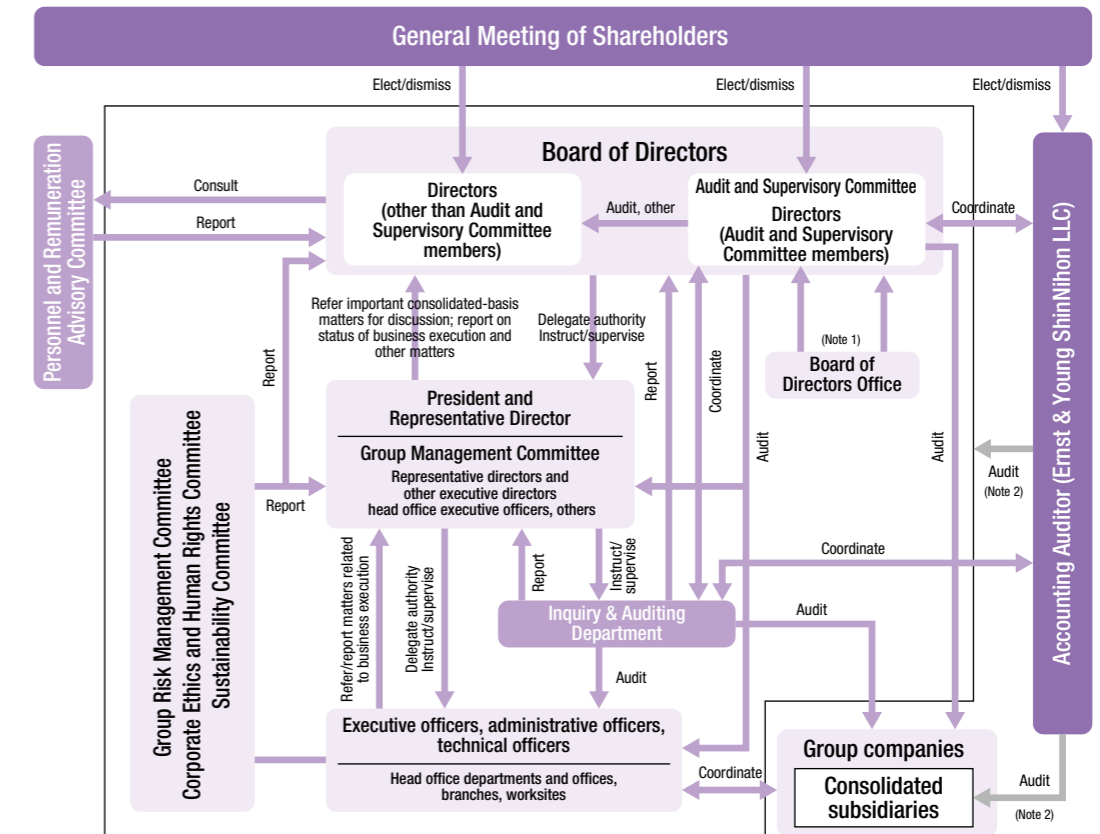 General Meeting of Shareholders
Elect/dismiss
Elect/dismiss
Elect/dismiss
Personnel and Remuneration
Advisory Committee
Consult
Report
Board of Directors
Directors
(other than Audit and
Supervisory Committee
members)
Audit, other
Audit and Supervisory Committee
Directors
(Audit and Supervisory
Committee members)
Coordinate
Accounting Auditor (Ernst & Young ShinNihon LLC)
Refer important consolidated-basis
matters for discussion; report on
status of business execution and
other matters
Delegate authority
Instruct/supervise
Report
Report
Coordinate
(Note 1)
Board of
Directors Office
Audit
Audit
Audit
(Note 2)
President and
Representative Director
Group Management Committee
Representative directors and
other executive directors
head office executive officers, others
Group Risk Management Committee
Corporate Ethics and Human Rights Committee
Sustainability Committee
Report
Refer/report matters related
to business execution
Delegate authority
Instruct/supervise
Report
Instruct/
supervise
Coordinate
Inquiry & Auditing
Department
Audit
Audit
Executive officers, administrative officers,
technical officers
Head office departments and offices,
branches, worksites
Coordinate
Group companies
Consolidated
subsidiaries
Audit
(Note 2)